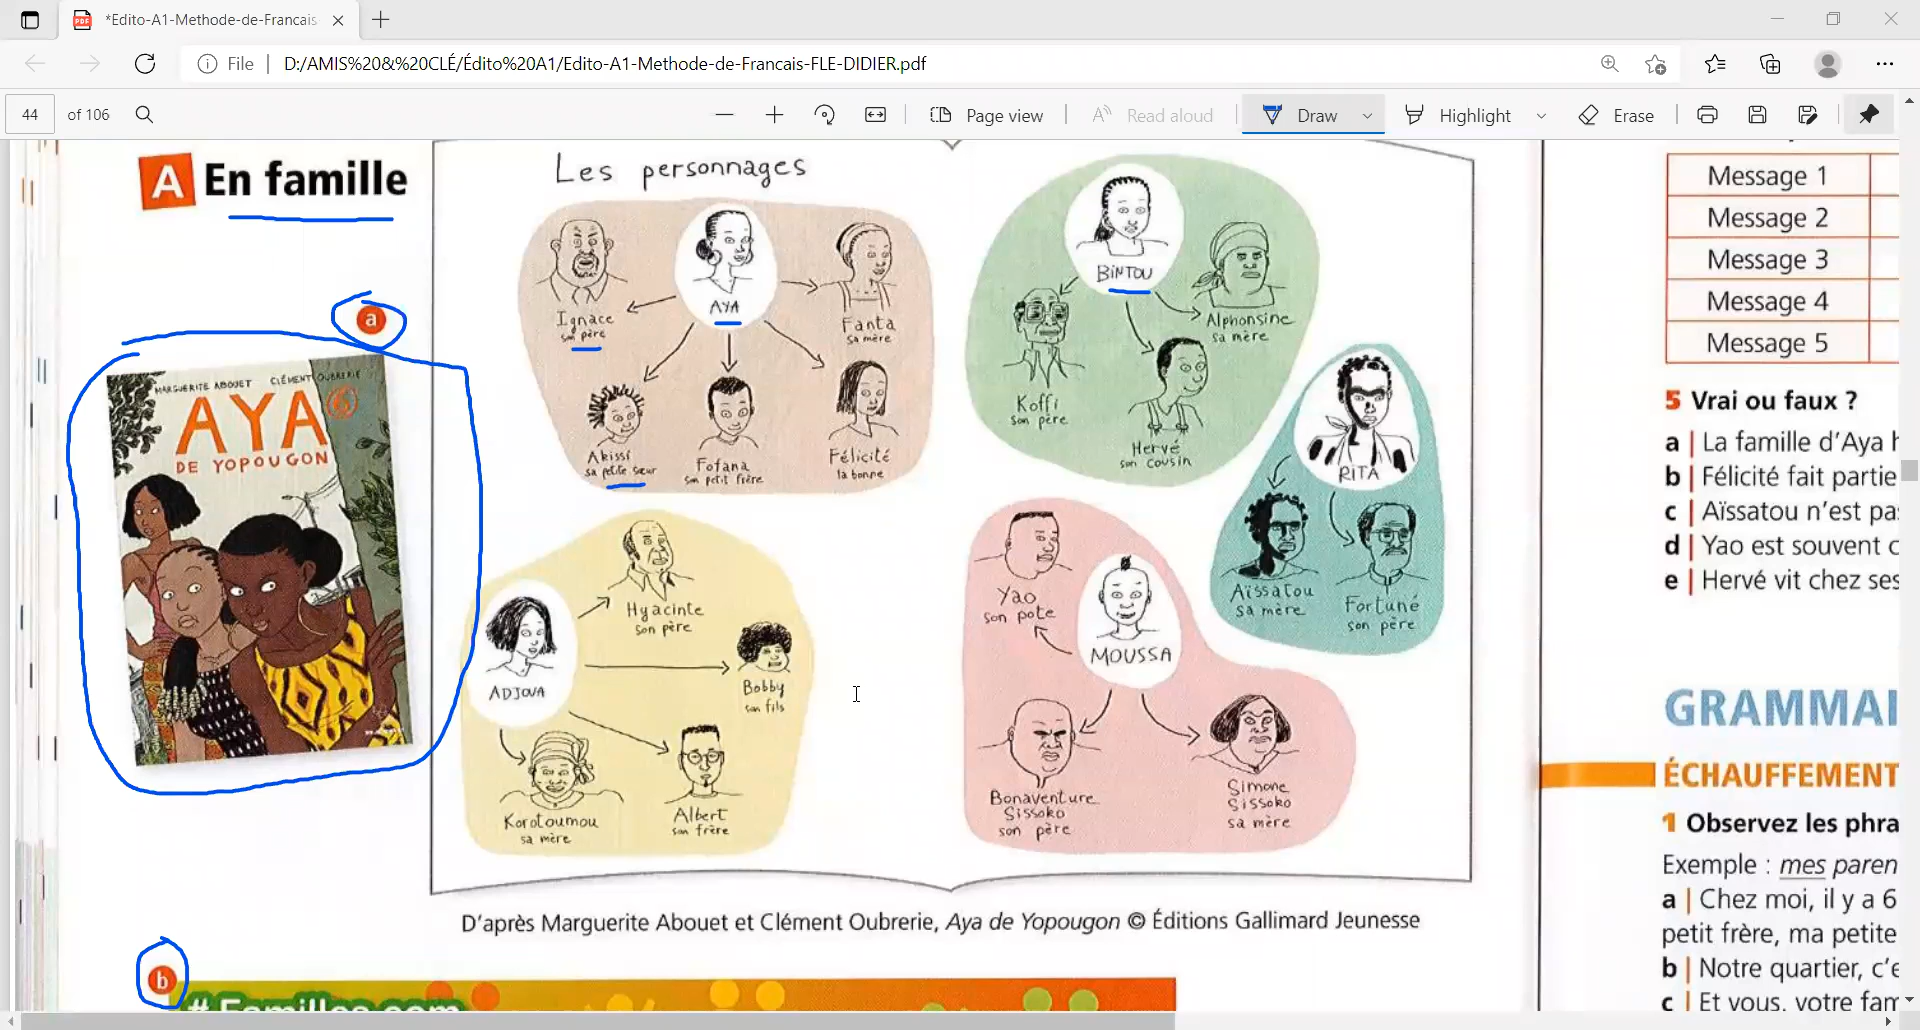 *Edito-A1-Methode-de-Francais-
File
D:/AMIS%20&%20CLÉ/Édito%20A1/Edito-A1-Methode-de-Francais-FLE-DIDIER.pdf
44 of 106
Page view
Read aloud
Draw
Highlight
Erase
A En famille
a
MARGUERITE ABOUET CLÉMENT OUBRERIE
AYA 6
DE YOPOUGON
Les personnages
AYA
Ignace
son père
Fanta
sa mère
Akissi
sa petite sœur
Fofana
son petit frère
Félicité
la bonne
BINTOU
Koffi
son père
Alphonsine
sa mère
Hervé
son cousin
RITA
Aïssatou
sa mère
Fortuné
son père
ADJOUA
Hyacinte
son père
Bobby
son fils
Korotoumou
sa mère
Albert
son frère
MOUSSA
Yao
son pote
Bonaventure
Sissoko
son père
Simone
Sissoko
sa mère
D'après Marguerite Abouet et Clément Oubrerie, Aya de Yopougon © Éditions Gallimard Jeunesse
b
# Familles.com
Message 1
Message 2
Message 3
Message 4
Message 5
5 Vrai ou faux ?
a | La famille d'Aya
b | Félicité fait partie
c | Aïssatou n'est pas
d | Yao est souvent
e | Hervé vit chez ses
GRAMMAI
ÉCHAUFFEMENT
1 Observez les phra
Exemple : mes paren
a | Chez moi, il y a 6
petit frère, ma petite
b | Notre quartier, c'e
c | Et vous, votre fam